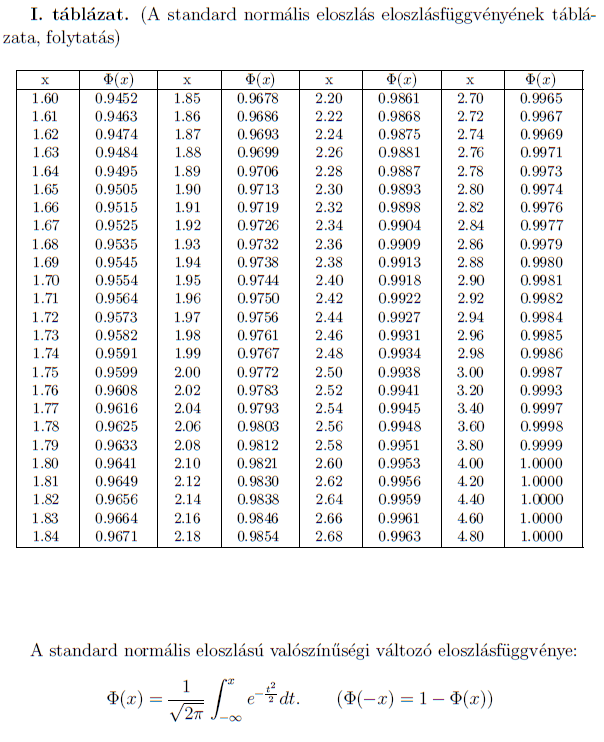 I. táblázat. (A standard normális eloszlás eloszlásfüggvényének táblá-
zata, folytatás)
x Φ(x) x Φ(x) x Φ(x) x Φ(x)
1.60 0.9452 1.85 0.9678 2.20 0.9861 2.70 0.9965
1.61 0.9463 1.86 0.9686 2.22 0.9868 2.72 0.9967
1.62 0.9474 1.87 0.9693 2.24 0.9875 2.74 0.9969
1.63 0.9484 1.88 0.9699 2.26 0.9881 2.76 0.9971
1.64 0.9495 1.89 0.9706 2.28 0.9887 2.78 0.9973
1.65 0.9505 1.90 0.9713 2.30 0.9893 2.80 0.9974
1.66 0.9515 1.91 0.9719 2.32 0.9898 2.82 0.9976
1.67 0.9525 1.92 0.9726 2.34 0.9904 2.84 0.9977
1.68 0.9535 1.93 0.9732 2.36 0.9909 2.86 0.9979
1.69 0.9545 1.94 0.9738 2.38 0.9913 2.88 0.9980
1.70 0.9554 1.95 0.9744 2.40 0.9918 2.90 0.9981
1.71 0.9564 1.96 0.9750 2.42 0.9922 2.92 0.9982
1.72 0.9573 1.97 0.9756 2.44 0.9927 2.94 0.9984
1.73 0.9582 1.98 0.9761 2.46 0.9931 2.96 0.9985
1.74 0.9591 1.99 0.9767 2.48 0.9934 2.98 0.9986
1.75 0.9599 2.00 0.9772 2.50 0.9938 3.00 0.9987
1.76 0.9608 2.02 0.9783 2.52 0.9941 3.20 0.9993
1.77 0.9616 2.04 0.9793 2.54 0.9945 3.40 0.9997
1.78 0.9625 2.06 0.9803 2.56 0.9948 3.60 0.9998
1.79 0.9633 2.08 0.9812 2.58 0.9951 3.80 0.9999
1.80 0.9641 2.10 0.9821 2.60 0.9953 4.00 1.0000
1.81 0.9649 2.12 0.9830 2.62 0.9956 4.20 1.0000
1.82 0.9656 2.14 0.9838 2.64 0.9959 4.40 1.0000
1.83 0.9664 2.16 0.9846 2.66 0.9961 4.60 1.0000
1.84 0.9671 2.18 0.9854 2.68 0.9963 4.80 1.0000
A standard normális eloszlású valószínűségi változó eloszlásfüggvénye:
Φ(x) = 1/√2π ∫_{−∞}^{x} e^{−t²/2} dt. (Φ(−x) = 1 − Φ(x))